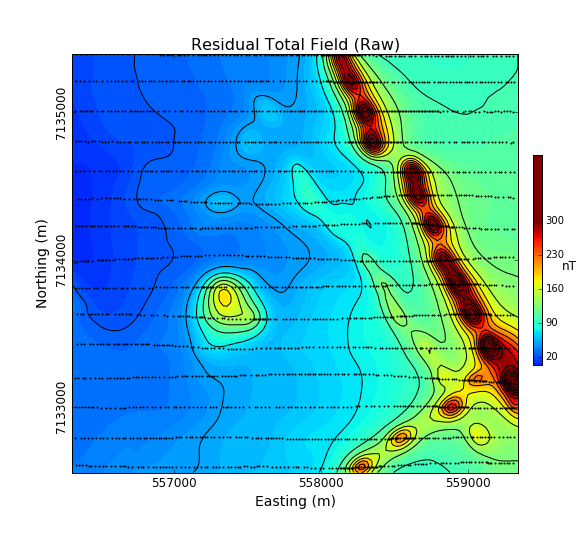 Residual Total Field (Raw)
7135000
7134000
7133000
Northing (m)
557000 558000 559000
Easting (m)
300
230
160
90
20
nT